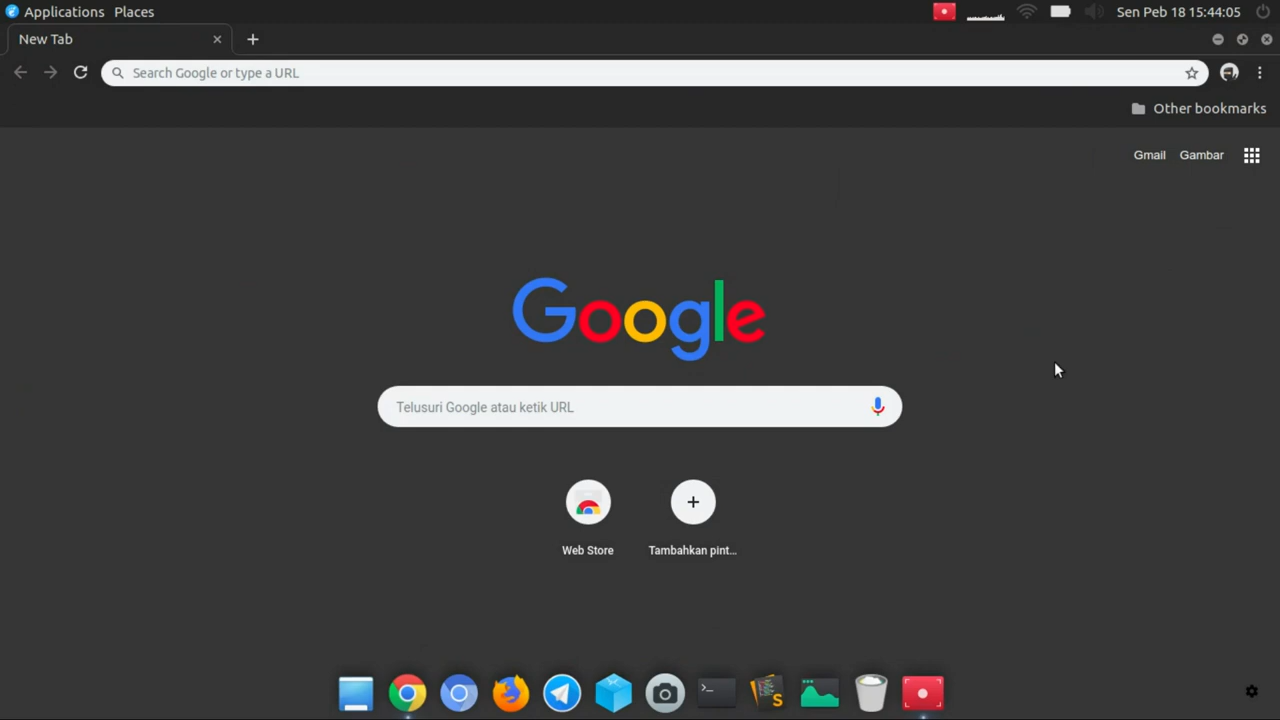 Applications Places
Sen Peb 18 15:44:05
New Tab
Search Google or type a URL
Other bookmarks
Gmail Gambar
Google
Telusuri Google atau ketik URL
Web Store
Tambahkan pint...